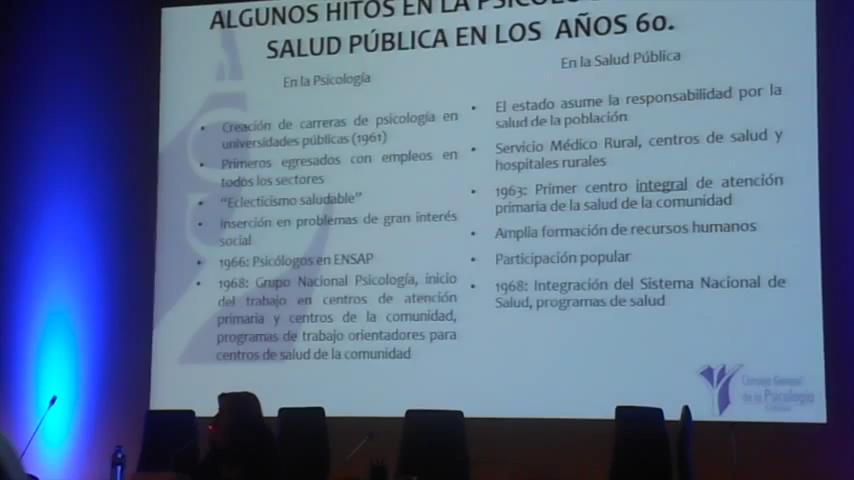 ALGUNOS HITOS EN LA
SALUD PÚBLICA EN LOS AÑOS 60.
En la Psicología
• Creación de carreras de psicología en
universidades públicas (1961)
• Primeros egresados con empleos en
todos los sectores
• "Eclecticismo saludable"
• Inserción en problemas de gran interés
social
• 1966: Psicólogos en ENSAP
• 1968: Grupo Nacional Psicología, inicio
del trabajo en centros de atención
primaria y centros de la comunidad,
programas de trabajo orientadores para
centros de salud de la comunidad
En la Salud Pública
• El estado asume la responsabilidad por la
salud de la población
• Servicio Médico Rural, centros de salud y
hospitales rurales
• 1963: Primer centro integral de atención
primaria de la salud de la comunidad
• Amplia formación de recursos humanos
• Participación popular
• 1968: Integración del Sistema Nacional de
Salud, programas de salud
Consejo General
de la Psicología